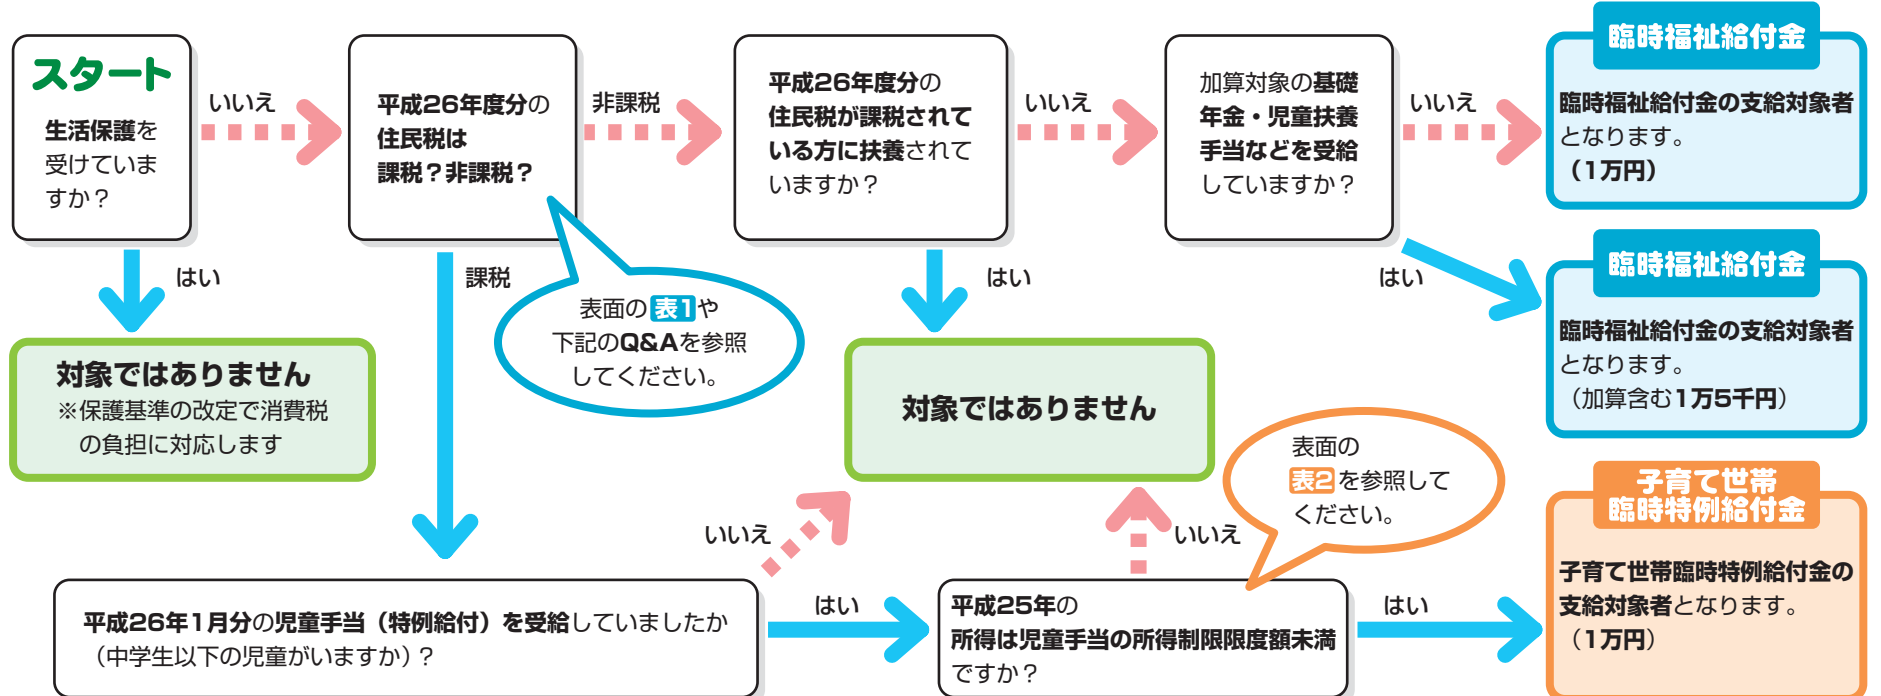 スタート
生活保護を
受けていま
すか？
いいえ
はい
対象ではありません
※保護基準の改定で消費税
の負担に対応します
平成26年度分の
住民税は
課税？非課税？
非課税
課税
表面の表1や
下記のQ&Aを参照
してください。
平成26年度分の
住民税が課税されて
いる方に扶養されて
いますか？
いいえ
はい
対象ではありません
加算対象の基礎
年金・児童扶養
手当などを受給
していますか？
いいえ
はい
臨時福祉給付金
臨時福祉給付金の支給対象者
となります。
（1万円）
臨時福祉給付金
臨時福祉給付金の支給対象者
となります。
（加算含む1万5千円）
平成26年1月分の児童手当（特例給付）を受給していましたか
（中学生以下の児童がいますか）？
いいえ
はい
平成25年の
所得は児童手当の所得制限限度額未満
ですか？
いいえ
はい
表面の
表2を参照して
ください。
子育て世帯
臨時特例給付金
子育て世帯臨時特例給付金の
支給対象者となります。
（1万円）